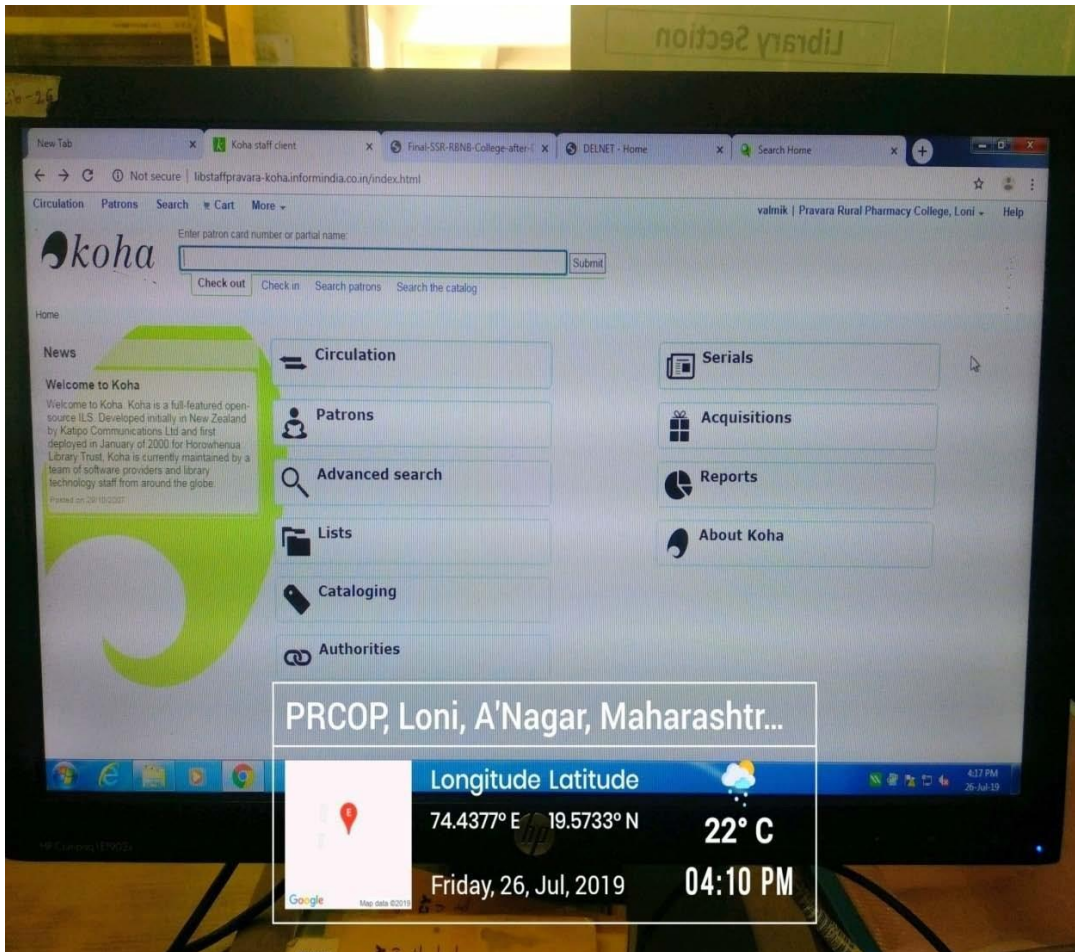 Library Section
New Tab
Koha staff client
Final-SSR-RBNB-College-after-
DELNET - Home
Search Home
Not secure | libstaffpravara-koha.informindia.co.in/index.html
Circulation Patrons Search Cart More
valmik | Pravara Rural Pharmacy College, Loni Help
koha
Enter patron card number or partial name:
Submit
Check out Check in Search patrons Search the catalog
Home
News
Welcome to Koha
Welcome to Koha. Koha is a full-featured open-
source ILS. Developed initially in New Zealand
by Katipo Communications Ltd and first
deployed in January of 2000 for Horowhenua
Library Trust, Koha is currently maintained by a
team of software providers and library
technology staff from around the globe.
Circulation
Patrons
Advanced search
Lists
Cataloging
Authorities
Serials
Acquisitions
Reports
About Koha
4:17 PM
26-Jul-19
PRCOP, Loni, A'Nagar, Maharashtr...
Longitude Latitude
74.4377° E 19.5733° N
22° C
Friday, 26, Jul, 2019
04:10 PM
Google
Map data ©2019
hp